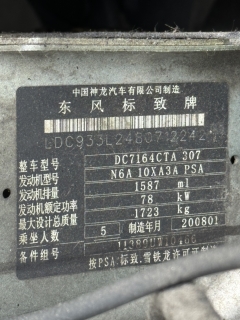 中国神龙汽车有限公司制造
东风标致牌
整车型号 DC7164CTA 307
发动机型号 N6A 10XA3A PSA
发动机排量 1587 ml
发动机额定功率 78 kW
最大设计总质量 1723 kg
乘坐人数 5 制造年月 200801
备件组号
按PSA标致.雪铁龙许可制造